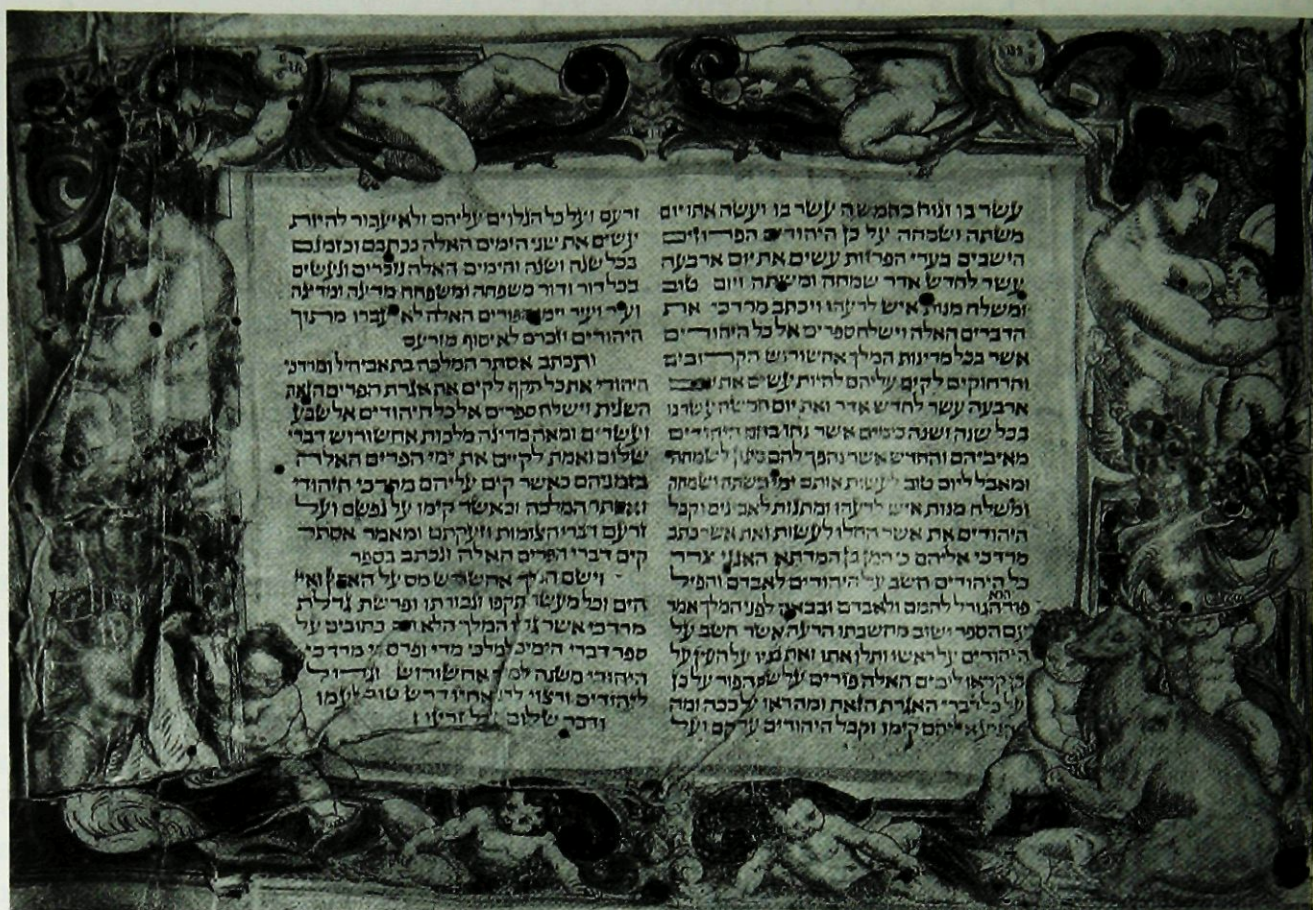 עשר בו ונוח בחמשה עשר בו ועשה אתו יום
משתה ושמחה על כן היהודים הפרוזים
הישבים בערי הפרזות עשים את יום ארבעה
עשר לחדש אדר שמחה ומשתה ויום טוב
ומשלח מנות איש לרעהו ויכתב מרדכי את
הדברים האלה וישלח ספרים אל כל היהודים
אשר בכל מדינות המלך אחשורוש הקרובים
והרחוקים לקים עליהם להיות עשים את יום
ארבעה עשר לחדש אדר ואת יום חמשה עשר בו
בכל שנה ושנה כימים אשר נחו בהם היהודים
מאיביהם והחדש אשר נהפך להם מיגון לשמחה
ומאבל ליום טוב לעשות אותם ימי משתה ושמחה
ומשלח מנות איש לרעהו ומתנות לאבינים וקבל
היהודים את אשר החלו לעשות ואת אשר כתב
מרדכי אליהם כי המן בן המדתא האגגי צרר
כל היהודים חשב על היהודים לאבדם והפיל
פור הוא הגורל להמם ולאבדם ובבאה לפני המלך אמר
עם הספר ישוב מחשבתו הרעה אשר חשב על
היהודים על ראשו ותלו אתו ואת בניו על העץ על
כן קראו לימים האלה פורים על שם הפור על כן
על כל דברי האגרת הזאת ומה ראו על ככה ומה
הגיע אליהם קימו וקבל היהודים עליהם ועל
זרעם ועל כל הנלוים עליהם ולא יעבור להיות
עשים את שני הימים האלה ככתבם וכזמנם
בכל שנה ושנה והימים האלה נזכרים ונעשים
בכל דור ודור משפחה ומשפחה מדינה ומדינה
ועיר ועיר וימי הפורים האלה לא יעברו מתוך
היהודים וזכרם לא יסוף מזרעם
ותכתב אסתר המלכה בת אביחיל ומרדכי
היהודי את כל תקף לקים את אגרת הפרים הזאת
השנית וישלח ספרים אל כל היהודים אל שבע
ועשרים ומאה מדינה מלכות אחשורוש דברי
שלום ואמת לקיים את ימי הפרים האלה
בזמניהם כאשר קים עליהם מרדכי היהודי
ואסתר המלכה וכאשר קימו על נפשם ועל
זרעם דברי הצומות וזעקתם ומאמר אסתר
קים דברי הפרים האלה ונכתב בספר
וישם המלך אחשורוש מס על הארץ ואיי
הים וכל מעשה תקפו וגבורתו ופרשת גדלת
מרדכי אשר גדלו המלך הלא הם כתובים על
ספר דברי הימים למלכי מדי ופרס כי מרדכי
היהודי משנה למלך אחשורוש וגדול
ליהודים ורצוי לרב אחיו דרש טוב לעמו
ודבר שלום לכל זרעו